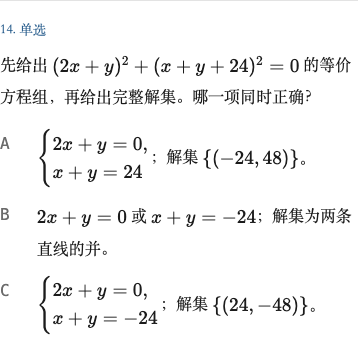 14. 单选
先给出 (2x + y)² + (x + y + 24)² = 0 的等价
方程组，再给出完整解集。哪一项同时正确？
A { 2x + y = 0, x + y = 24 ；解集 {(−24, 48)}。
B 2x + y = 0 或 x + y = −24；解集为两条
直线的并。
C { 2x + y = 0, x + y = −24 ；解集 {(24, −48)}。